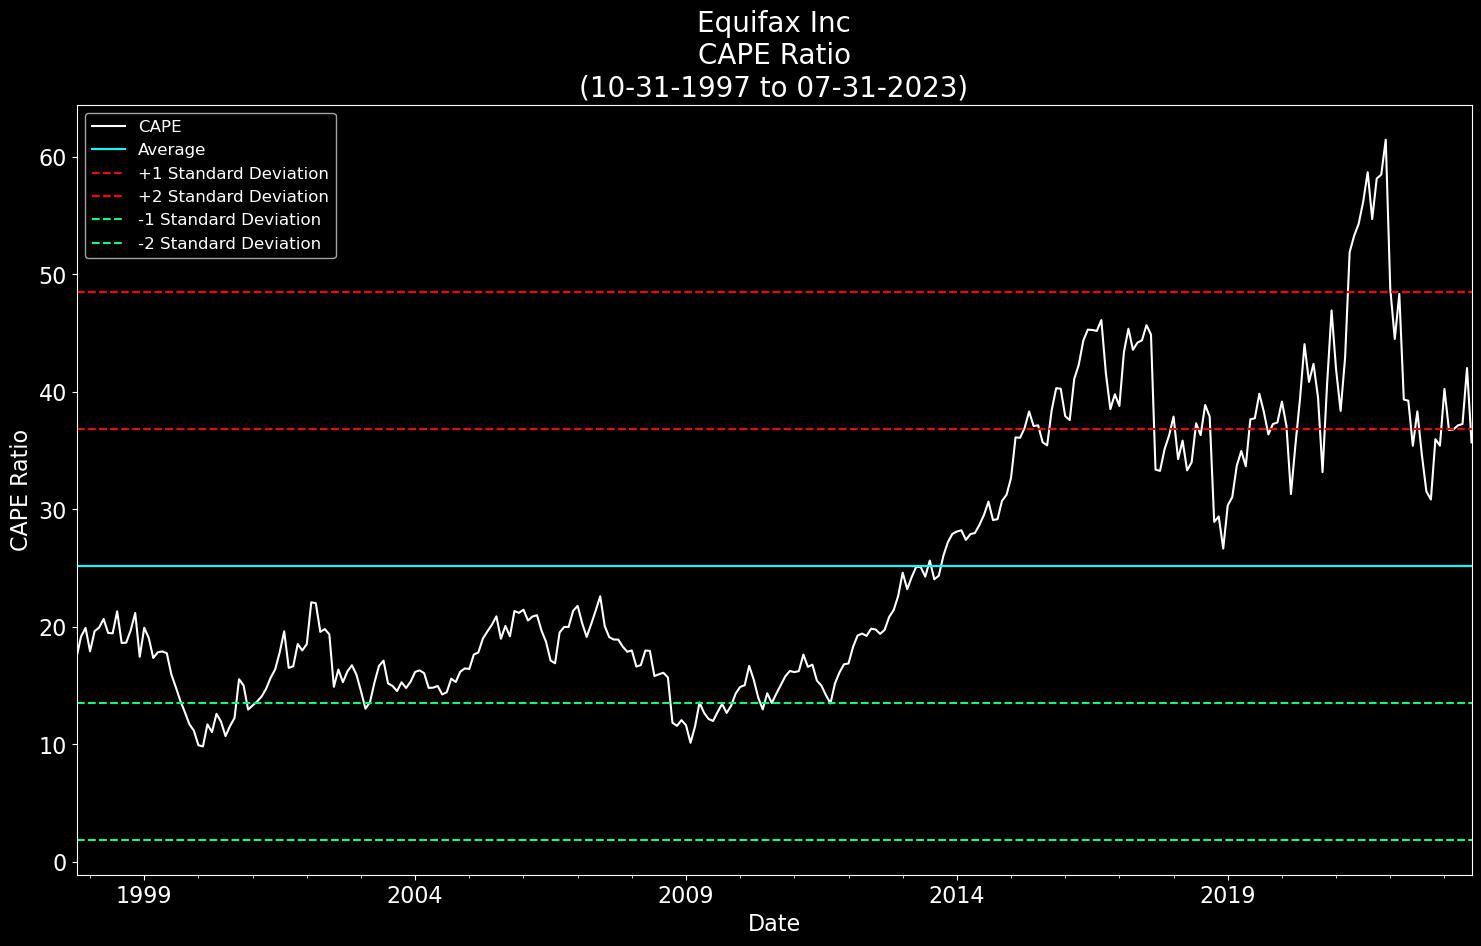 Equifax Inc
CAPE Ratio
(10-31-1997 to 07-31-2023)
CAPE
Average
+1 Standard Deviation
+2 Standard Deviation
-1 Standard Deviation
-2 Standard Deviation
CAPE Ratio
60
50
40
30
20
10
0
1999 2004 2009 2014 2019
Date